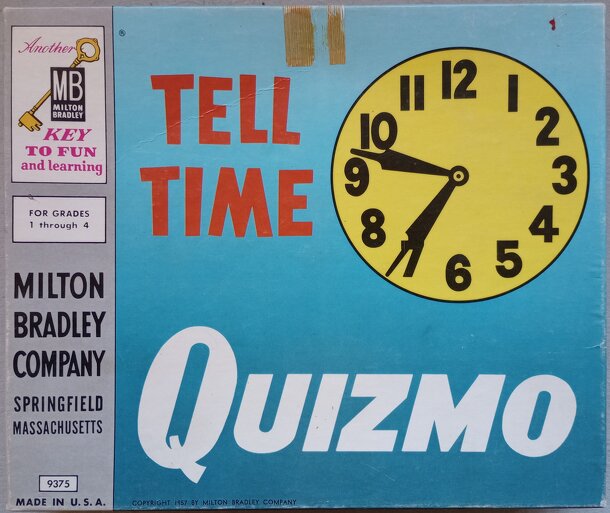 Another
MB
MILTON
BRADLEY
KEY
TO FUN
and learning
FOR GRADES
1 through 4
MILTON
BRADLEY
COMPANY
SPRINGFIELD
MASSACHUSETTS
9375
MADE IN U.S.A.
®
TELL
TIME
12
1
2
3
4
5
6
7
8
9
10
11
QUIZMO
COPYRIGHT 1957 BY MILTON BRADLEY COMPANY